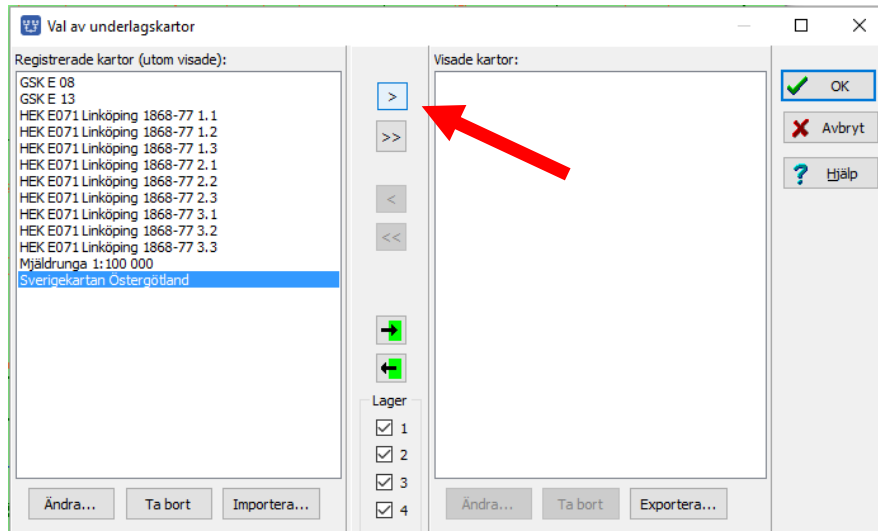 Val av underlagskartor
Registrerade kartor (utom visade):
GSK E 08
GSK E 13
HEK E071 Linköping 1868-77 1.1
HEK E071 Linköping 1868-77 1.2
HEK E071 Linköping 1868-77 1.3
HEK E071 Linköping 1868-77 2.1
HEK E071 Linköping 1868-77 2.2
HEK E071 Linköping 1868-77 2.3
HEK E071 Linköping 1868-77 3.1
HEK E071 Linköping 1868-77 3.2
HEK E071 Linköping 1868-77 3.3
Mjäldrunga 1:100 000
Sverigekartan Östergötland
Ändra...
Ta bort
Importera...
>
>>
<
<<
Lager
1
2
3
4
Visade kartor:
Ändra...
Ta bort
Exportera...
OK
Avbryt
Hjälp